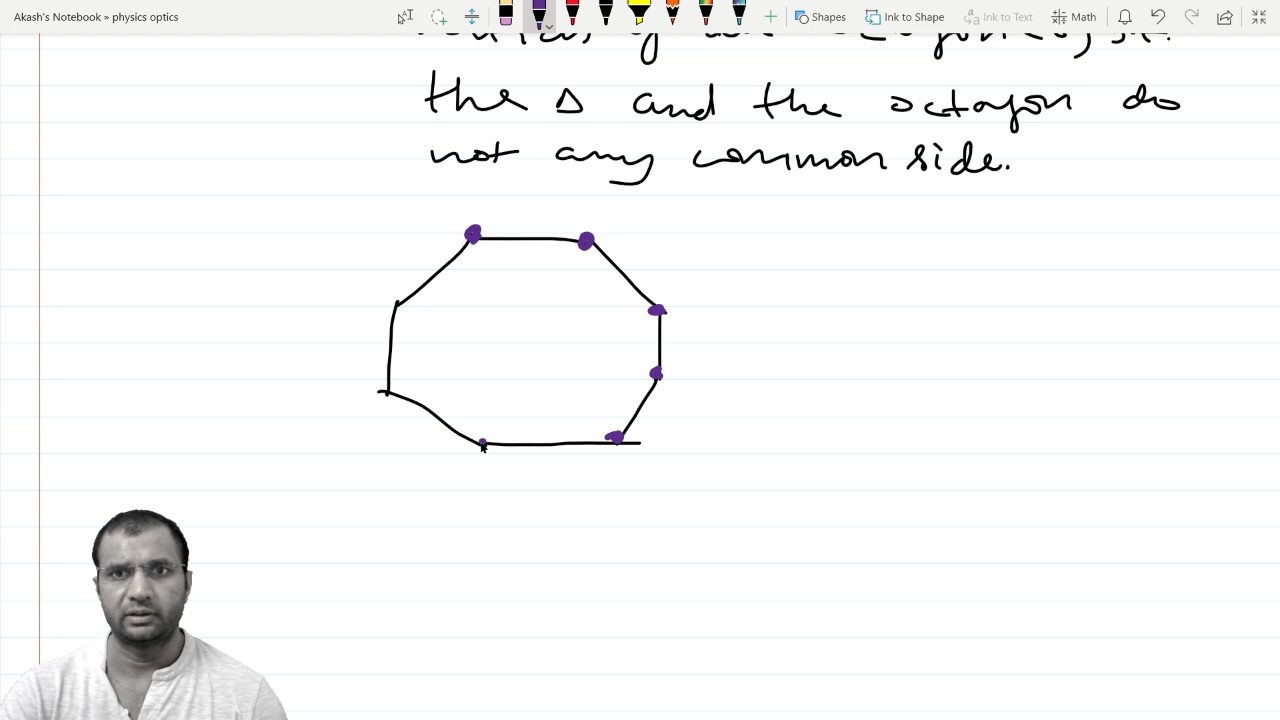 Akash's Notebook » physics optics
Shapes
Ink to Shape
Ink to Text
Math
the Δ and the octagon do
not any common side.